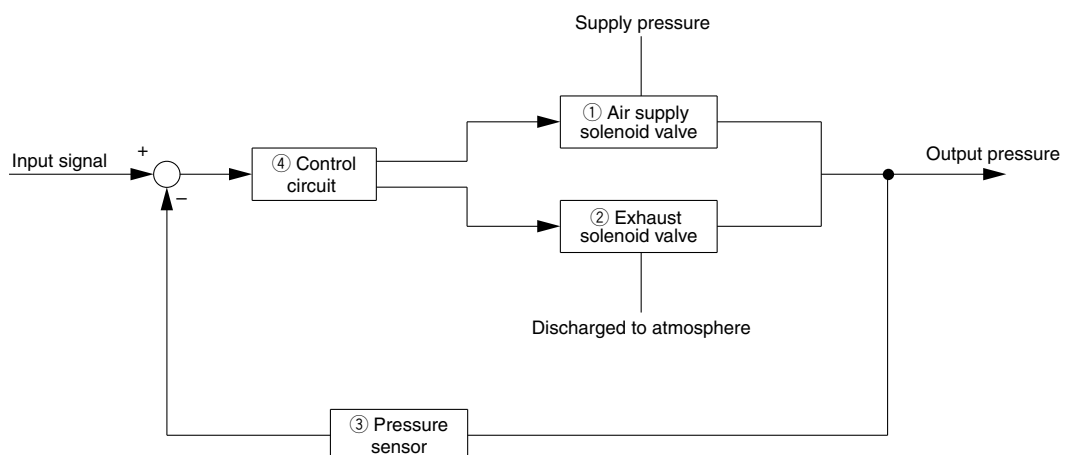 Supply pressure
① Air supply
solenoid valve
+
Input signal
④ Control
circuit
Output pressure
−
② Exhaust
solenoid valve
Discharged to atmosphere
③ Pressure
sensor